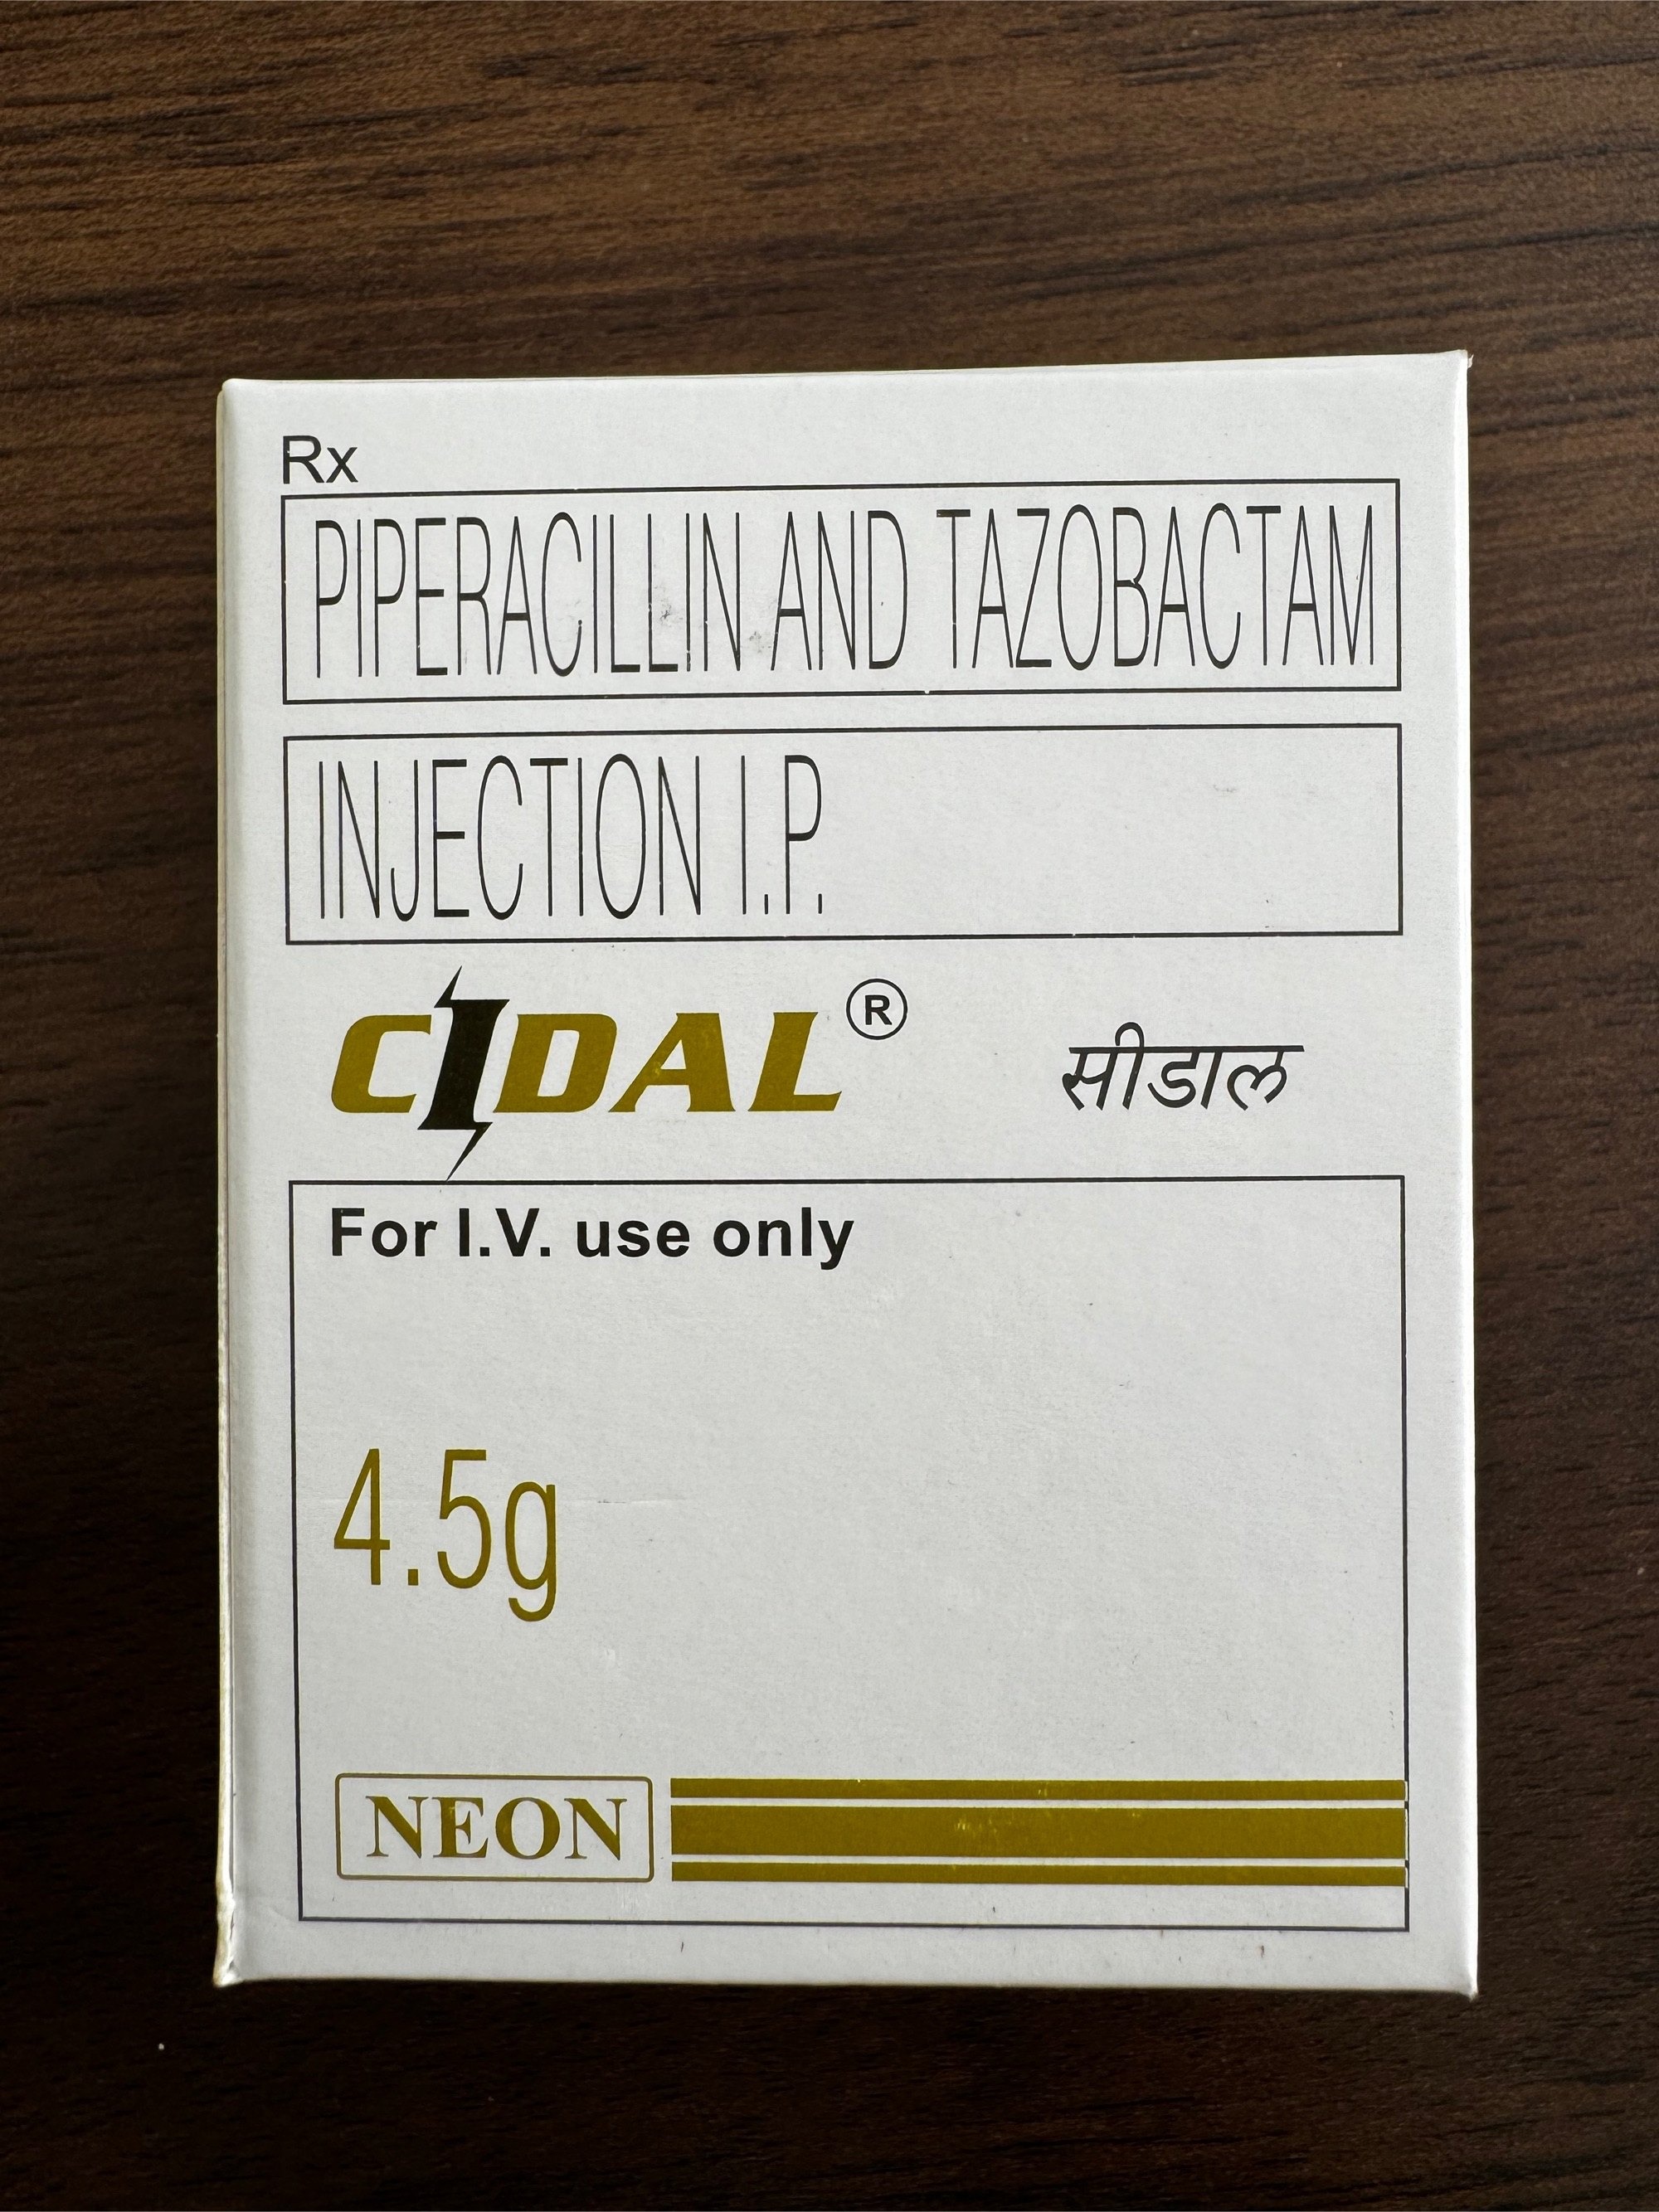 Rx
PIPERACILLIN AND TAZOBACTAM
INJECTION I.P.
CIDAL® सीडाल
For I.V. use only
4.5g
NEON